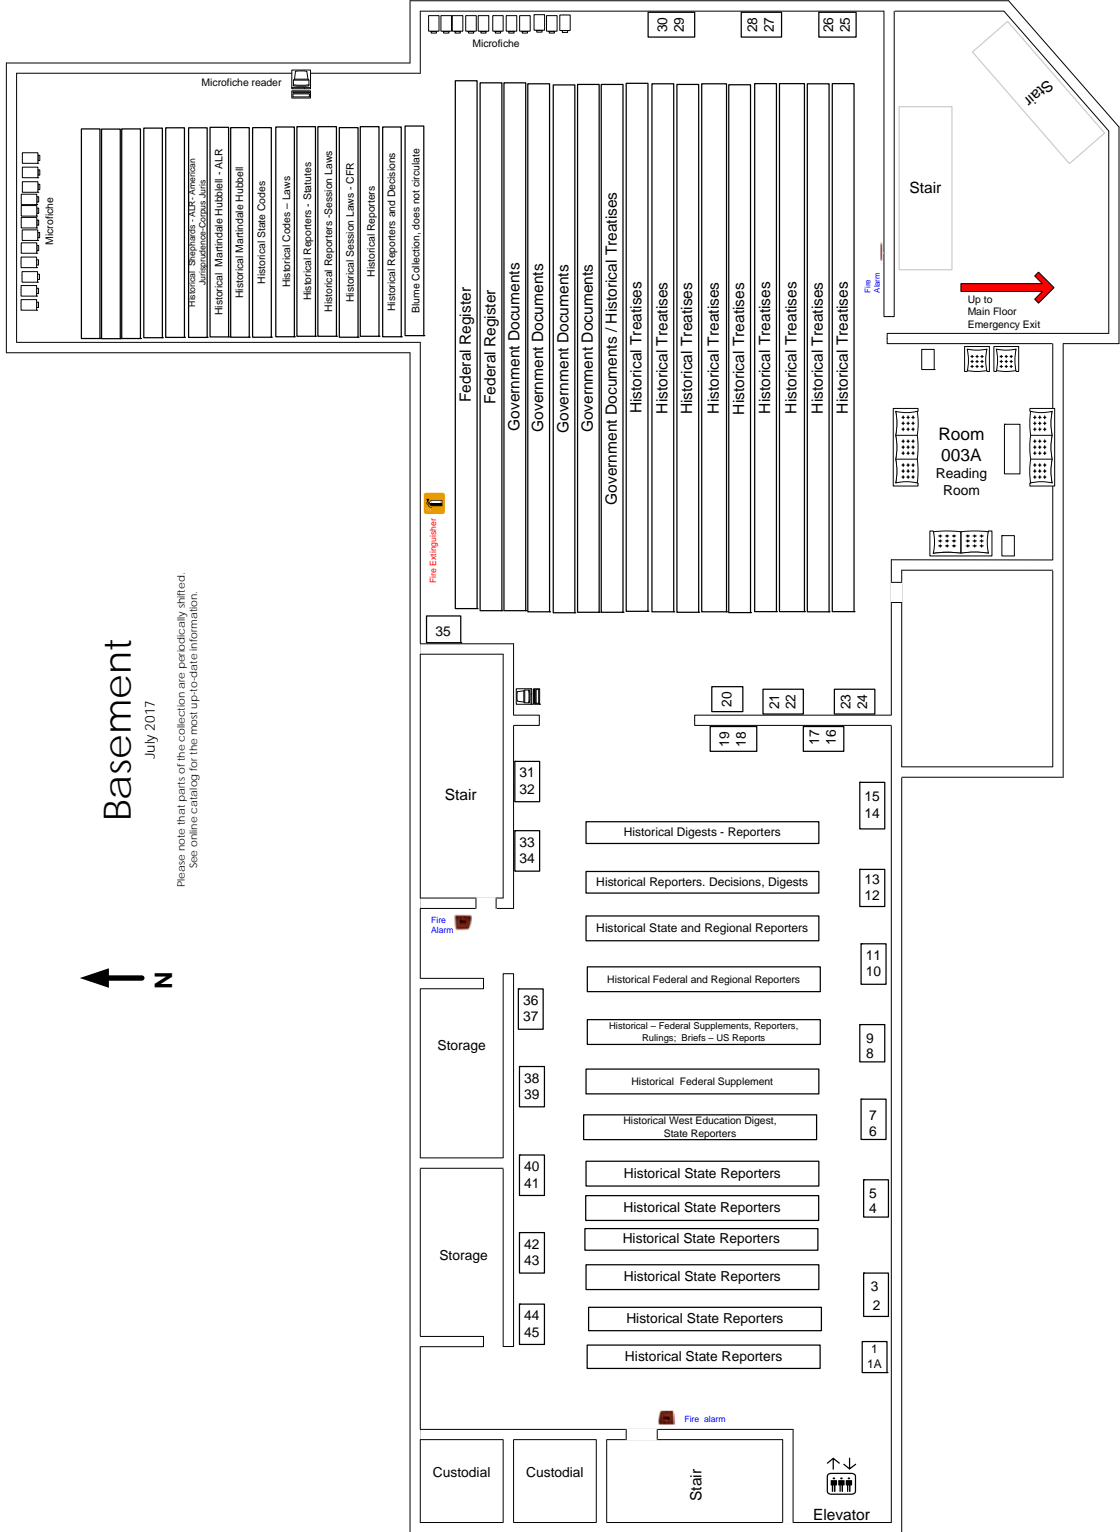 Microfiche
30
29
28
27
26
25
Microfiche reader
Stair
Stair
Microfiche
Historical Shephards - ALR - American
Jurisprudence-Corpus Juris
Historical Martindale Hubblell - ALR
Historical Martindale Hubbell
Historical State Codes
Historical Codes – Laws
Historical Reporters - Statutes
Historical Reporters -Session Laws
Historical Session Laws - CFR
Historical Reporters
Historical Reporters and Decisions
Blume Collection, does not circulate
Federal Register
Federal Register
Government Documents
Government Documents
Government Documents
Government Documents
Government Documents / Historical Treatises
Historical Treatises
Historical Treatises
Historical Treatises
Historical Treatises
Historical Treatises
Historical Treatises
Historical Treatises
Historical Treatises
Historical Treatises
Fire
Alarm
Up to
Main Floor
Emergency Exit
Room
003A
Reading
Room
Fire Extinguisher
35
Basement
July 2017
Please note that parts of the collection are periodically shifted.
See online catalog for the most up-to-date information.
20
21
22
23
24
19
18
17
16
Stair
31
32
33
34
15
14
Historical Digests - Reporters
Historical Reporters. Decisions, Digests
13
12
Fire
Alarm
Historical State and Regional Reporters
11
10
N
Historical Federal and Regional Reporters
36
37
Storage
Historical – Federal Supplements, Reporters,
Rulings; Briefs – US Reports
9
8
38
39
Historical Federal Supplement
Historical West Education Digest,
State Reporters
7
6
40
41
Historical State Reporters
5
4
Historical State Reporters
Storage
42
43
Historical State Reporters
Historical State Reporters
3
2
44
45
Historical State Reporters
Historical State Reporters
1
1A
Fire alarm
Custodial
Custodial
Stair
Elevator